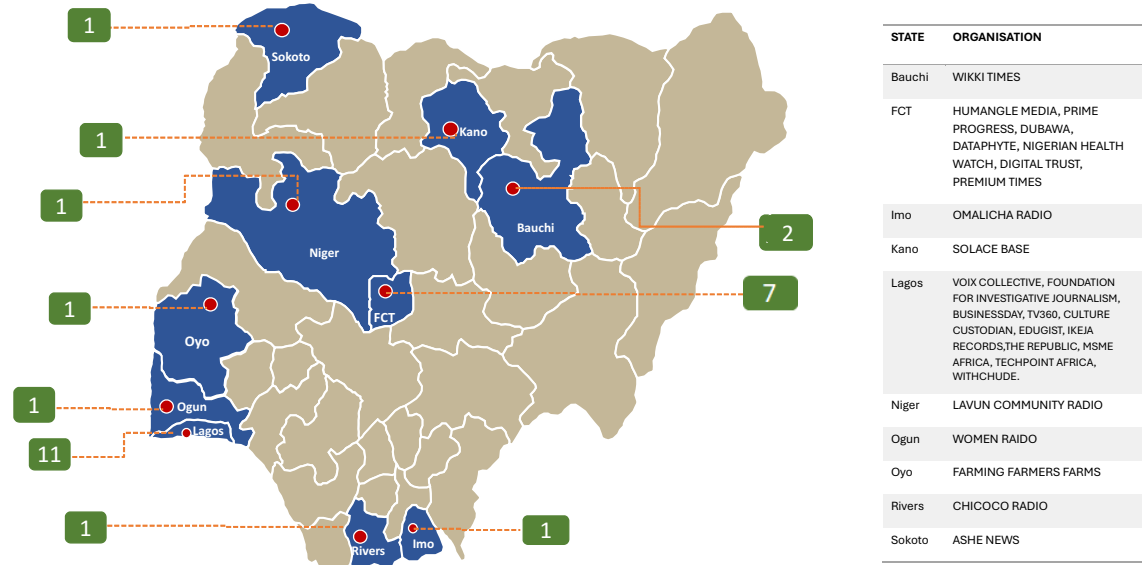 1
Sokoto
1
Kano
1
Niger
Bauchi
2
7
FCT
1
Oyo
1
Ogun
11
Lagos
1
Rivers
Imo
1
STATE ORGANISATION
Bauchi WIKKI TIMES
FCT HUMANGLE MEDIA, PRIME
PROGRESS, DUBAWA,
DATAPHYTE, NIGERIAN HEALTH
WATCH, DIGITAL TRUST,
PREMIUM TIMES
Imo OMALICHA RADIO
Kano SOLACE BASE
Lagos VOIX COLLECTIVE, FOUNDATION
FOR INVESTIGATIVE JOURNALISM,
BUSINESSDAY, TV360, CULTURE
CUSTODIAN, EDUGIST, IKEJA
RECORDS,THE REPUBLIC, MSME
AFRICA, TECHPOINT AFRICA,
WITHCHUDE.
Niger LAVUN COMMUNITY RADIO
Ogun WOMEN RAIDO
Oyo FARMING FARMERS FARMS
Rivers CHICOCO RADIO
Sokoto ASHE NEWS